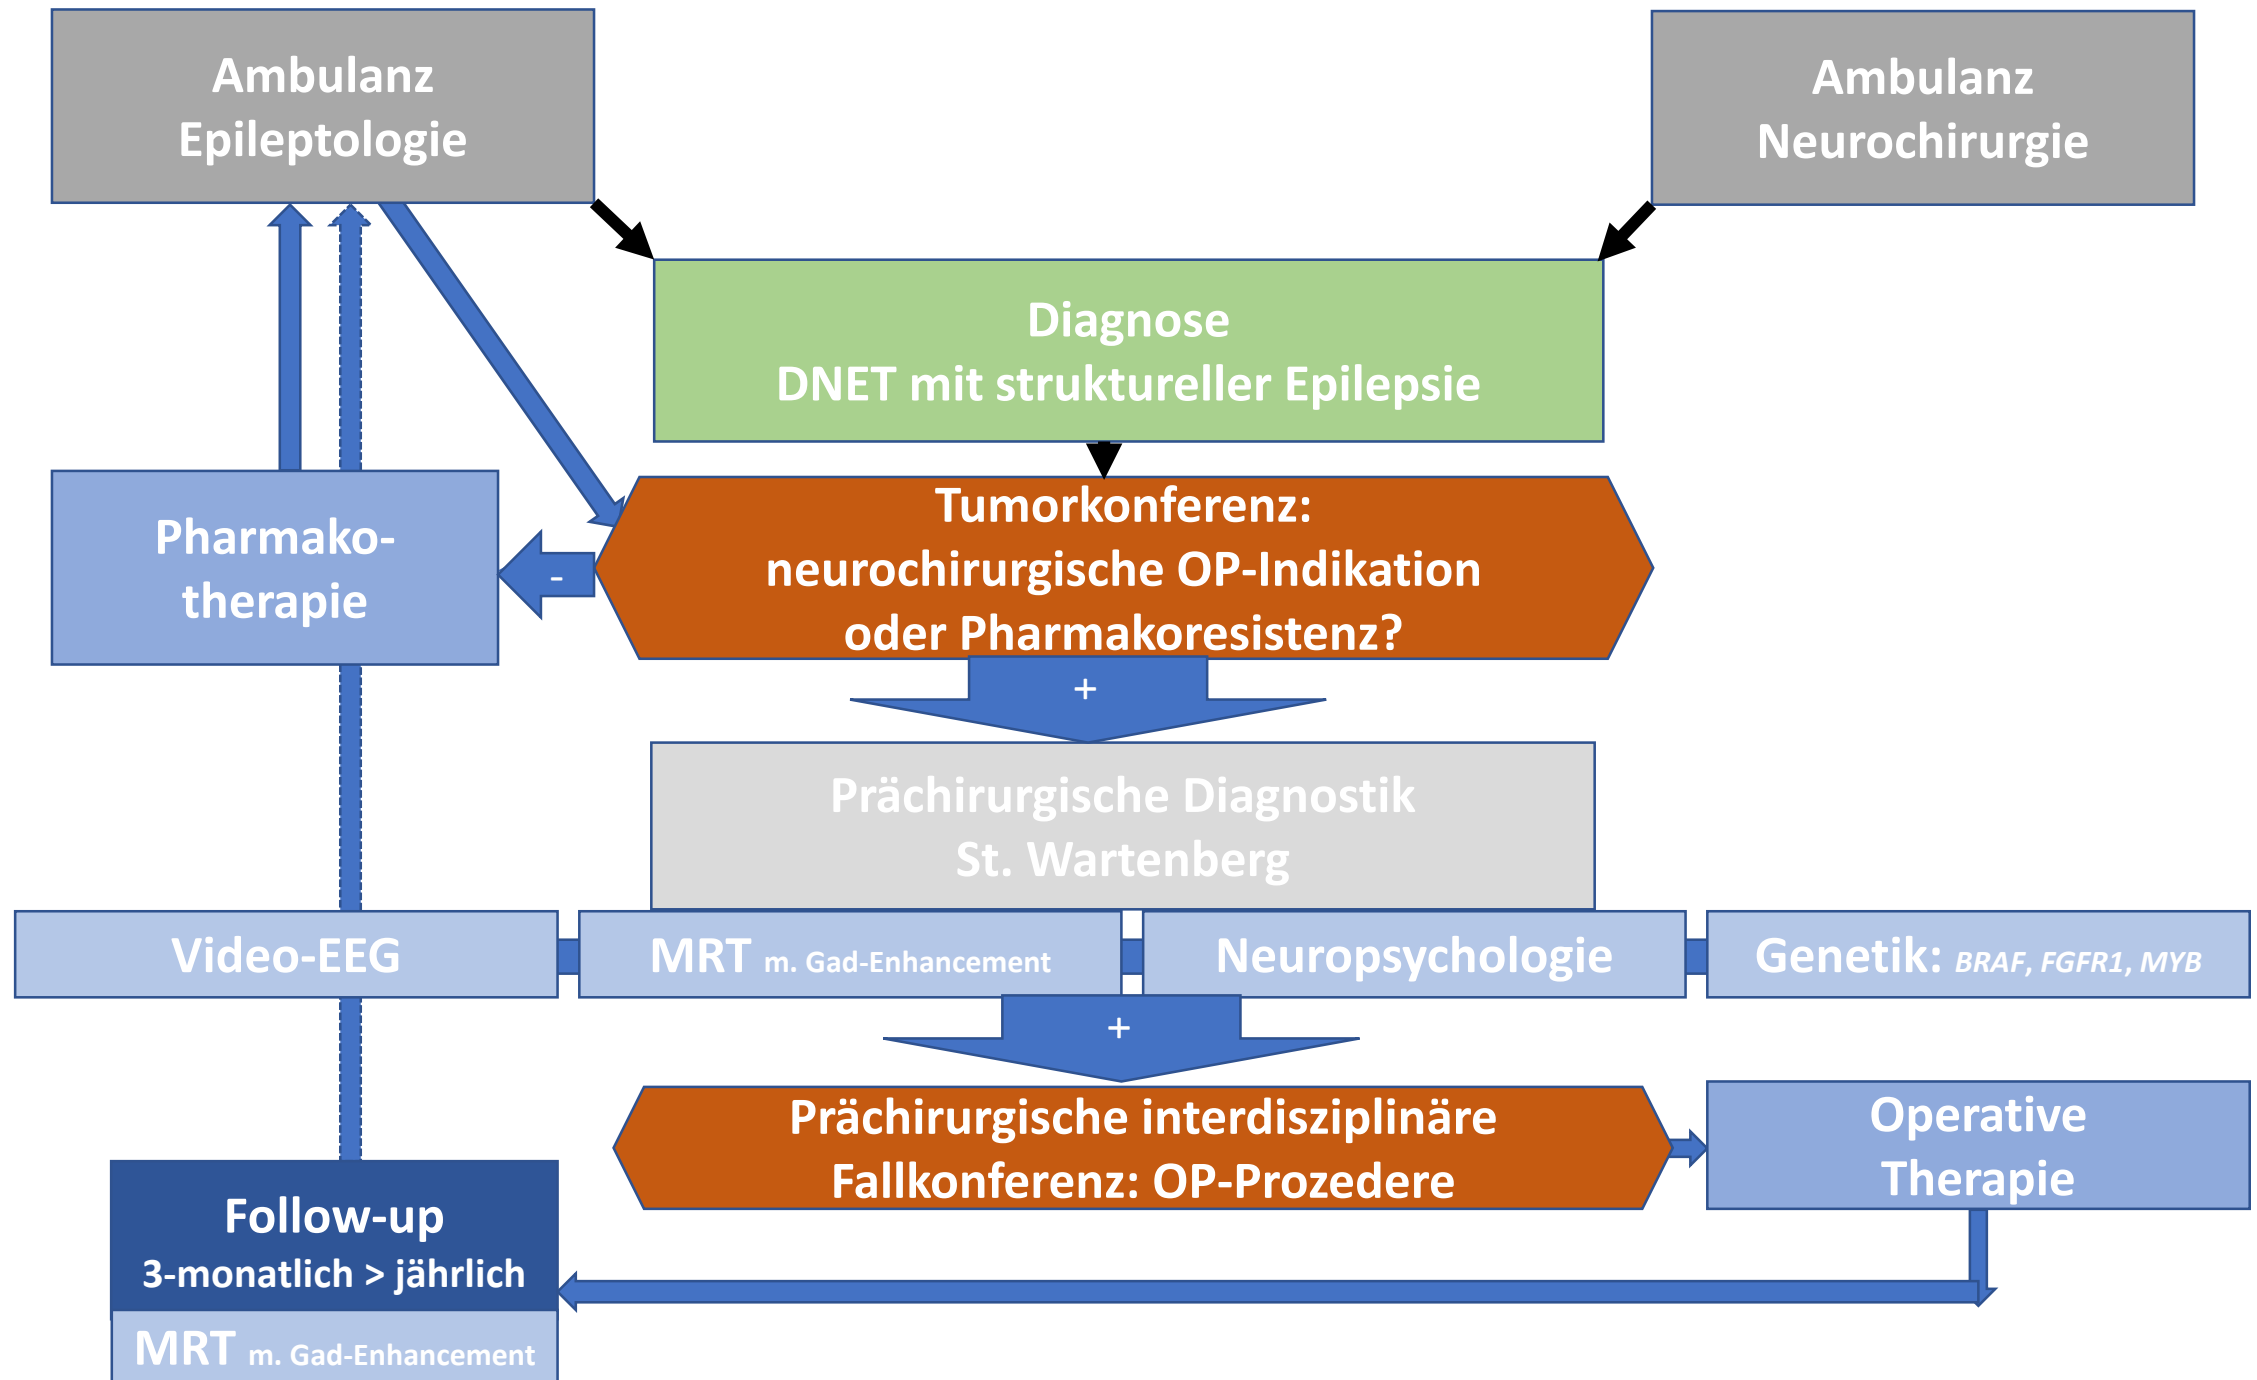 Ambulanz
Epileptologie
Ambulanz
Neurochirurgie
Diagnose
DNET mit struktureller Epilepsie
Pharmako-
therapie
-
Tumorkonferenz:
neurochirurgische OP-Indikation
oder Pharmakoresistenz?
+
Prächirurgische Diagnostik
St. Wartenberg
Video-EEG
MRT m. Gad-Enhancement
Neuropsychologie
Genetik: BRAF, FGFR1, MYB
+
Prächirurgische interdisziplinäre
Fallkonferenz: OP-Prozedere
Operative
Therapie
Follow-up
3-monatlich > jährlich
MRT m. Gad-Enhancement